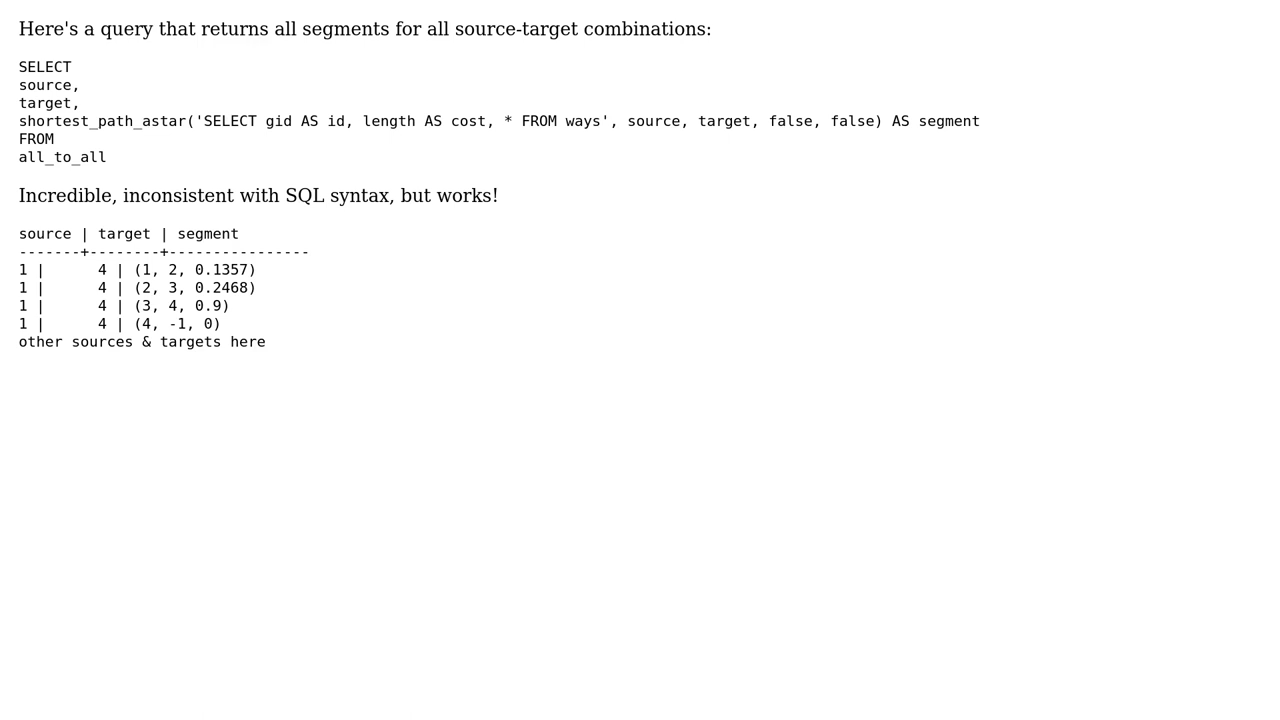 Here's a query that returns all segments for all source-target combinations:
SELECT
source,
target,
shortest_path_astar('SELECT gid AS id, length AS cost, * FROM ways', source, target, false, false) AS segment
FROM
all_to_all
Incredible, inconsistent with SQL syntax, but works!
source | target | segment
-------+--------+----------------
1 |      4 | (1, 2, 0.1357)
1 |      4 | (2, 3, 0.2468)
1 |      4 | (3, 4, 0.9)
1 |      4 | (4, -1, 0)
other sources & targets here